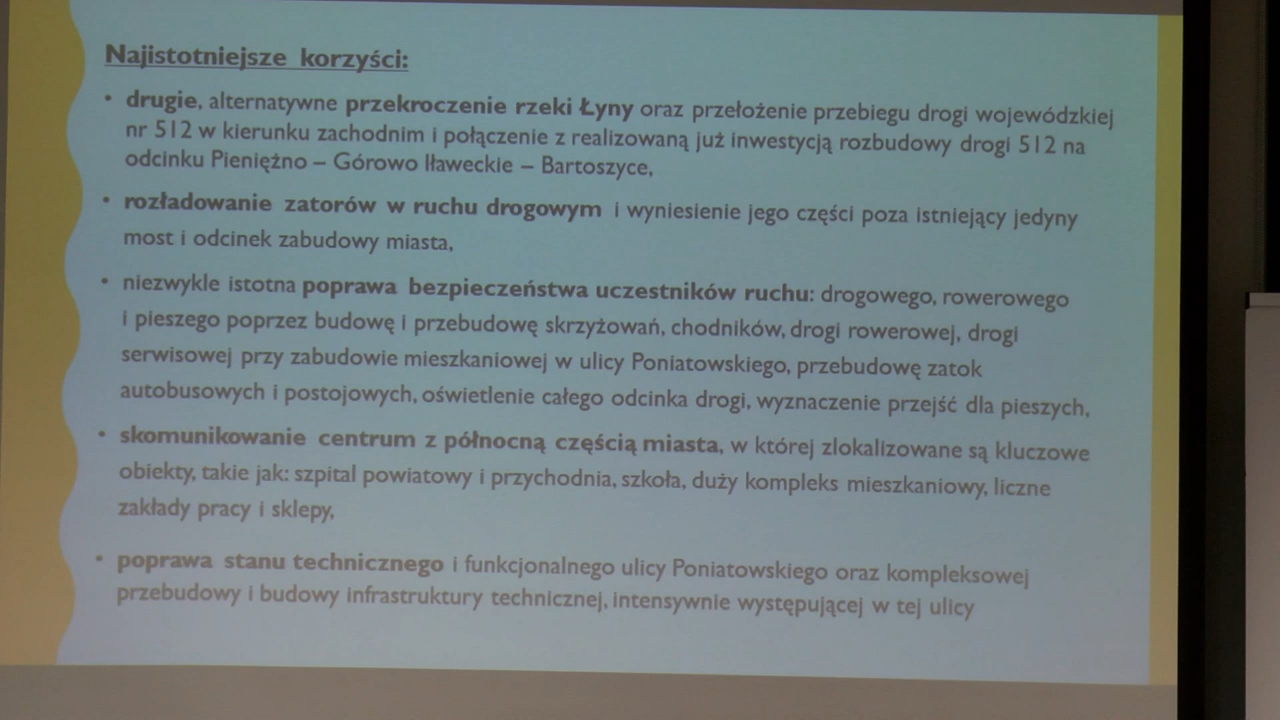 Najistotniejsze korzyści:
• drugie, alternatywne przekroczenie rzeki Łyny oraz przełożenie przebiegu drogi wojewódzkiej
nr 512 w kierunku zachodnim i połączenie z realizowaną już inwestycją rozbudowy drogi 512 na
odcinku Pieniężno – Górowo Iławeckie – Bartoszyce,
• rozładowanie zatorów w ruchu drogowym i wyniesienie jego części poza istniejący jedyny
most i odcinek zabudowy miasta,
• niezwykle istotna poprawa bezpieczeństwa uczestników ruchu: drogowego, rowerowego
i pieszego poprzez budowę i przebudowę skrzyżowań, chodników, drogi rowerowej, drogi
serwisowej przy zabudowie mieszkaniowej w ulicy Poniatowskiego, przebudowę zatok
autobusowych i postojowych, oświetlenie całego odcinka drogi, wyznaczenie przejść dla pieszych,
• skomunikowanie centrum z północną częścią miasta, w której zlokalizowane są kluczowe
obiekty, takie jak: szpital powiatowy i przychodnia, szkoła, duży kompleks mieszkaniowy, liczne
zakłady pracy i sklepy,
• poprawa stanu technicznego i funkcjonalnego ulicy Poniatowskiego oraz kompleksowej
przebudowy i budowy infrastruktury technicznej, intensywnie występującej w tej ulicy